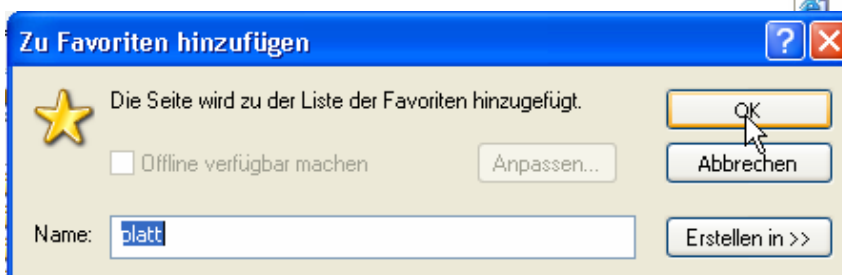 Zu Favoriten hinzufügen
Die Seite wird zu der Liste der Favoriten hinzugefügt.
OK
Offline verfügbar machen
Anpassen...
Abbrechen
Name:
platt
Erstellen in >>